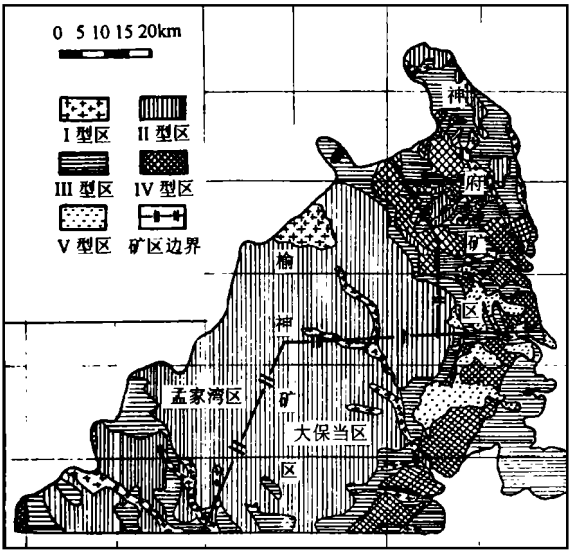 0 5 10 15 20km
I 型区
II 型区
III 型区
IV 型区
V 型区
矿区边界
神
府
矿
区
榆
神
矿
区
孟家湾区
大保当区